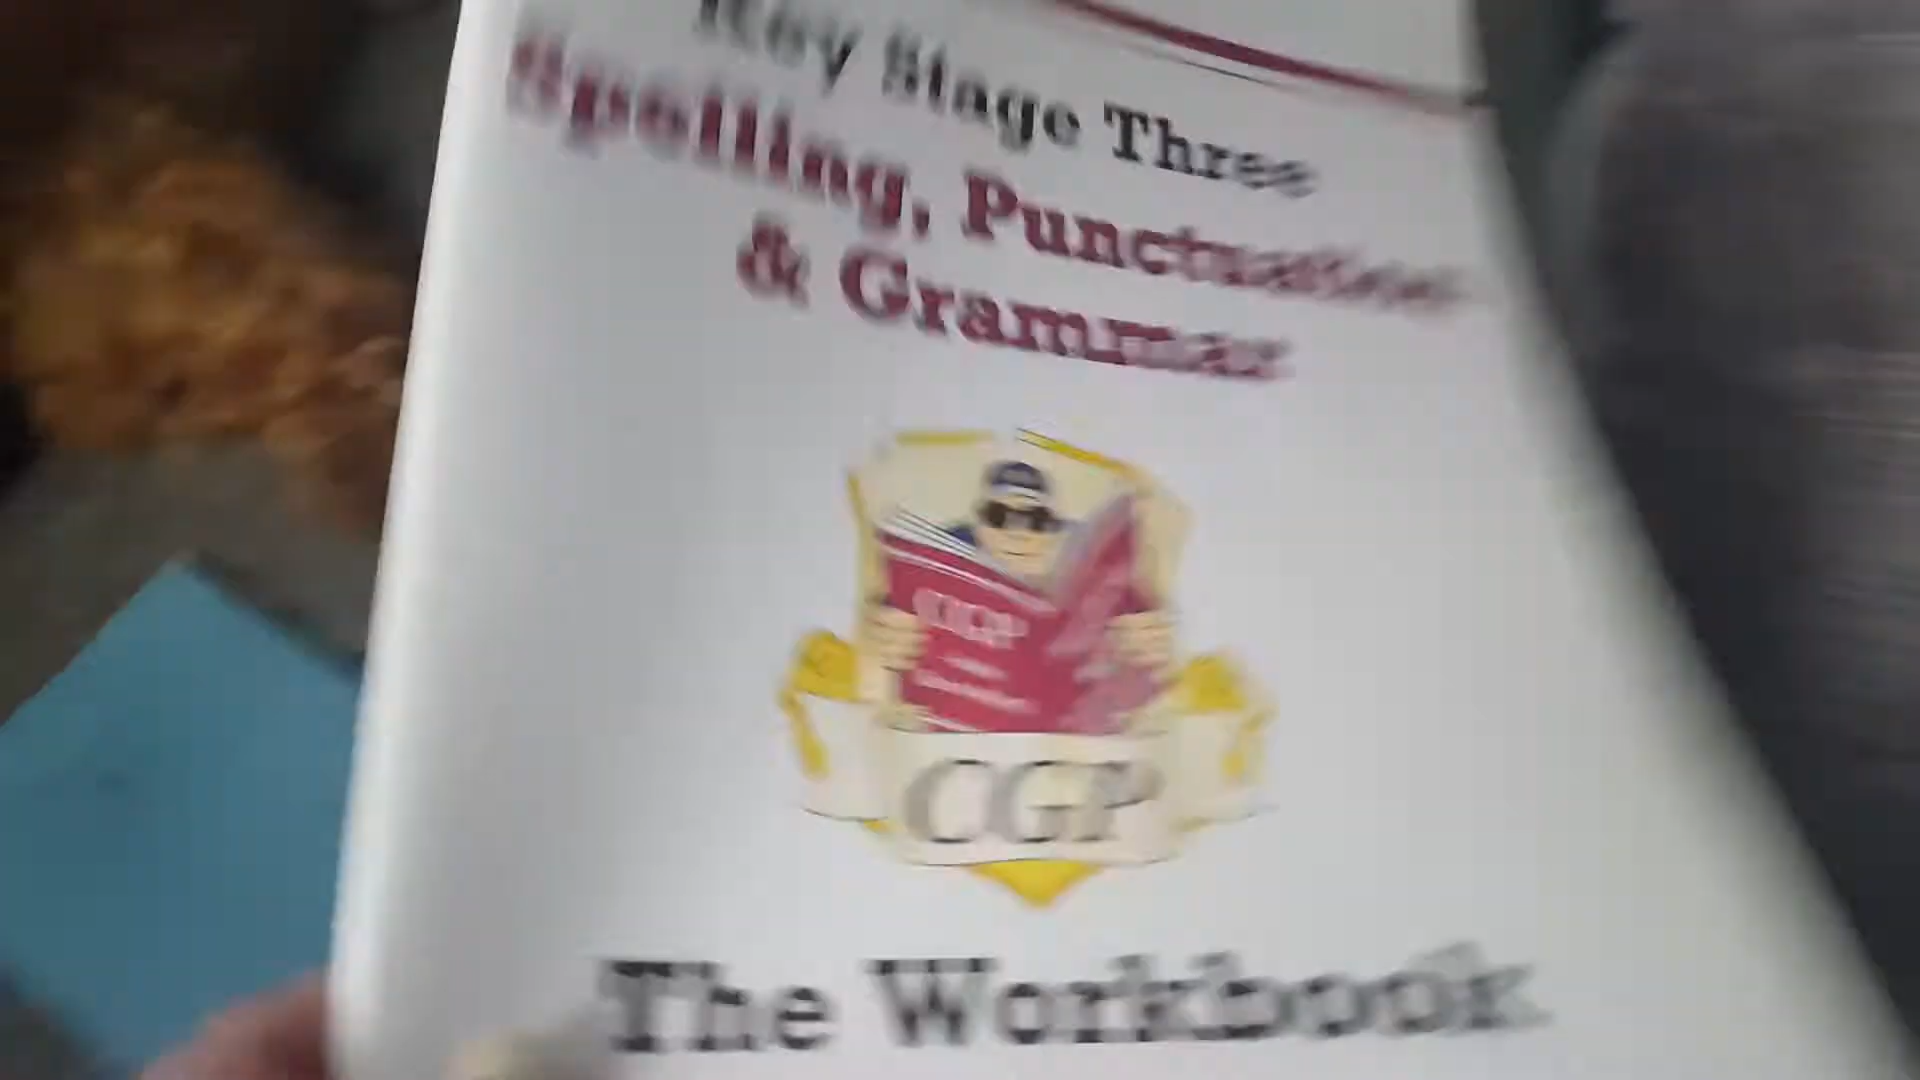 Key Stage Three
Spelling, Punctuation
& Grammar
CGP
The Workbook